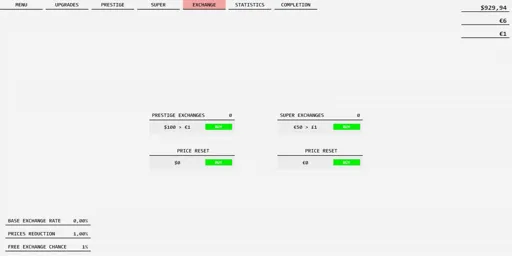 MENU UPGRADES PRESTIGE SUPER EXCHANGE STATISTICS COMPLETION
$929,94
€6
€1
PRESTIGE EXCHANGES 0
$100 > €1 BUY
PRICE RESET
$0 BUY
SUPER EXCHANGES 0
€50 > £1 BUY
PRICE RESET
€0 BUY
BASE EXCHANGE RATE 0,00%
PRICES REDUCTION 1,00%
FREE EXCHANGE CHANCE 1%